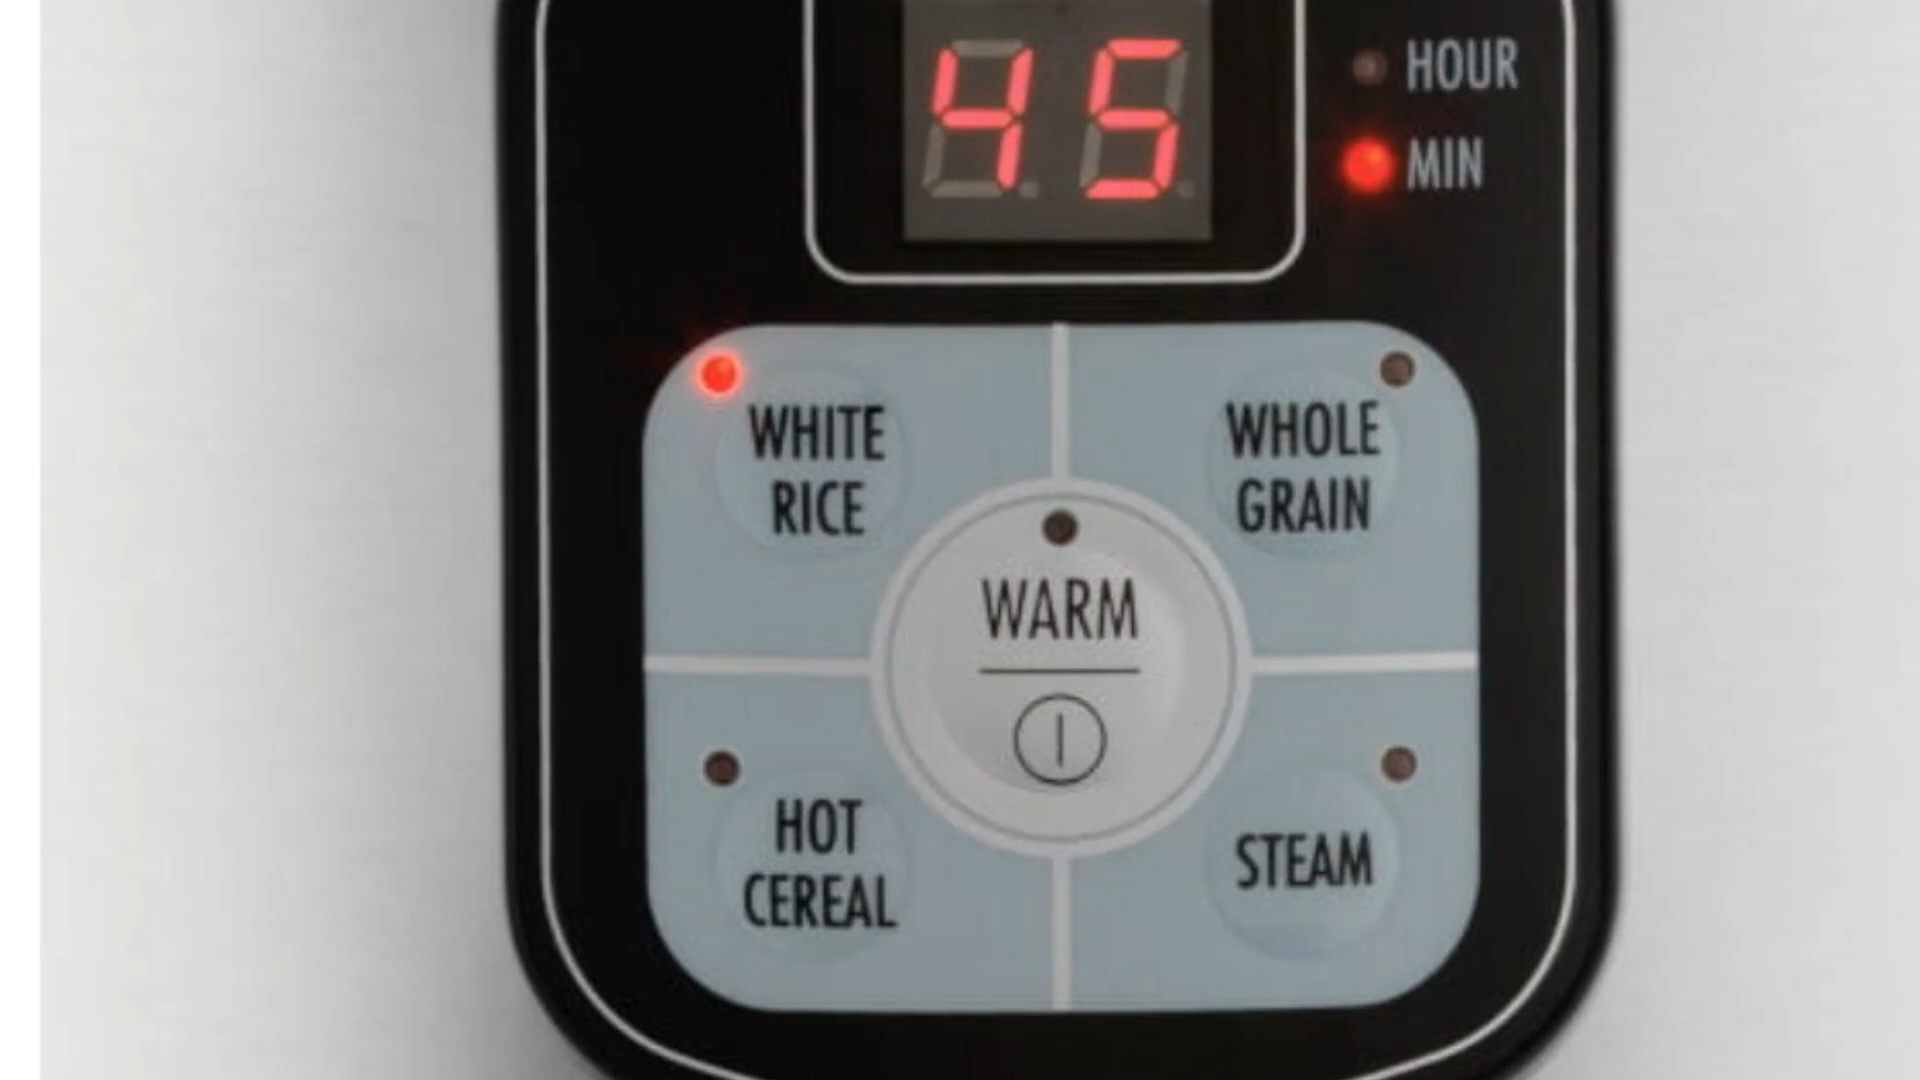 45
HOUR
MIN
WHITE
RICE
WHOLE
GRAIN
WARM
HOT
CEREAL
STEAM